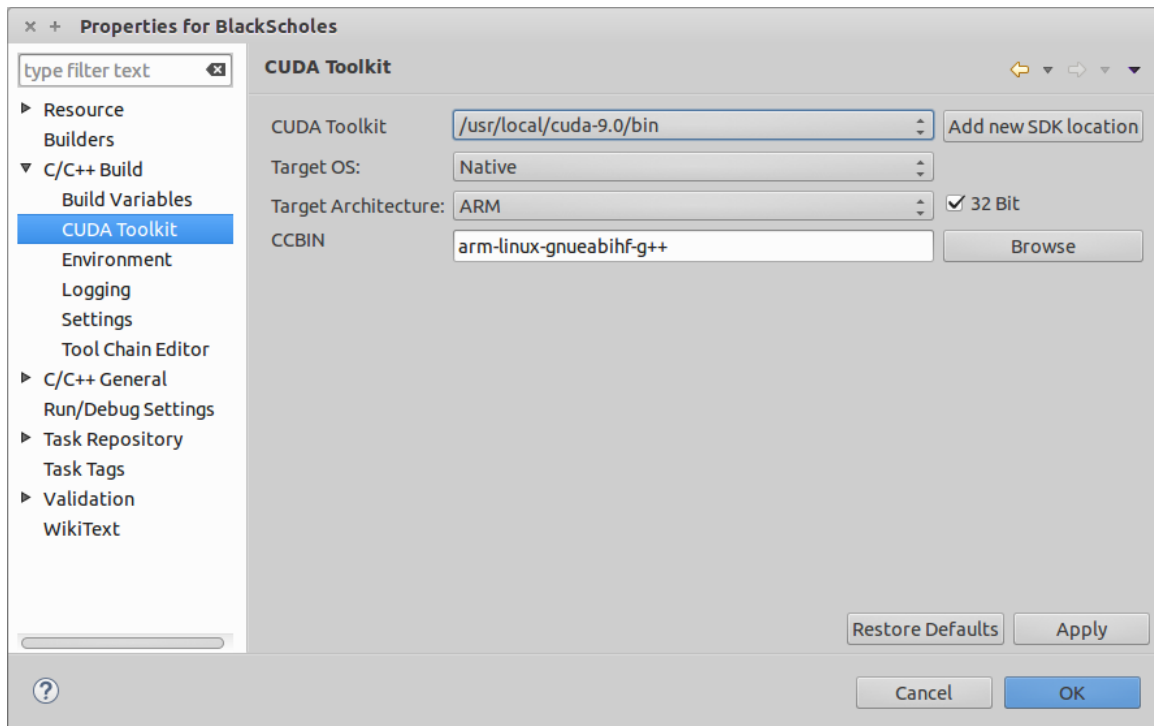 Properties for BlackScholes
type filter text
Resource
Builders
C/C++ Build
Build Variables
CUDA Toolkit
Environment
Logging
Settings
Tool Chain Editor
C/C++ General
Run/Debug Settings
Task Repository
Task Tags
Validation
WikiText
CUDA Toolkit
CUDA Toolkit /usr/local/cuda-9.0/bin Add new SDK location
Target OS: Native
Target Architecture: ARM 32 Bit
CCBIN arm-linux-gnueabihf-g++ Browse
Restore Defaults Apply
? Cancel OK